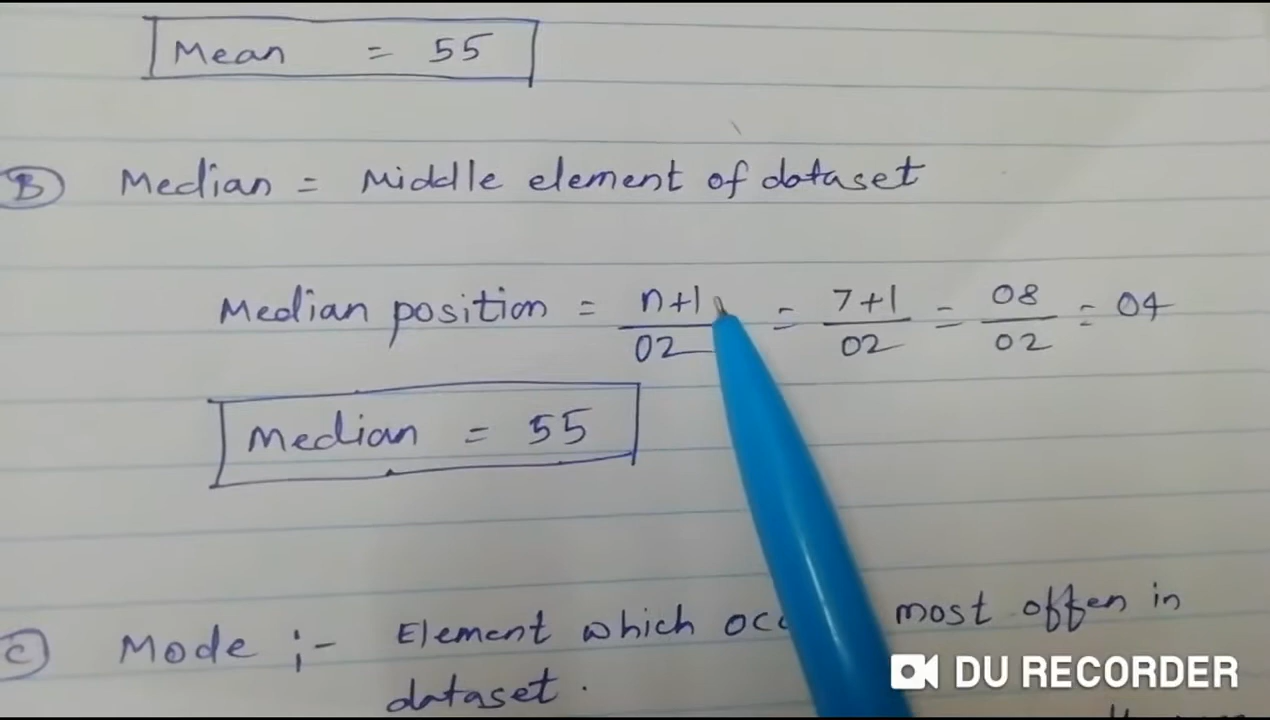 Mean = 55
B Median = Middle element of dataset
Median position = n+1/02 = 7+1/02 = 08/02 = 04
Median = 55
C Mode :- Element which most often in
dataset.
DU RECORDER